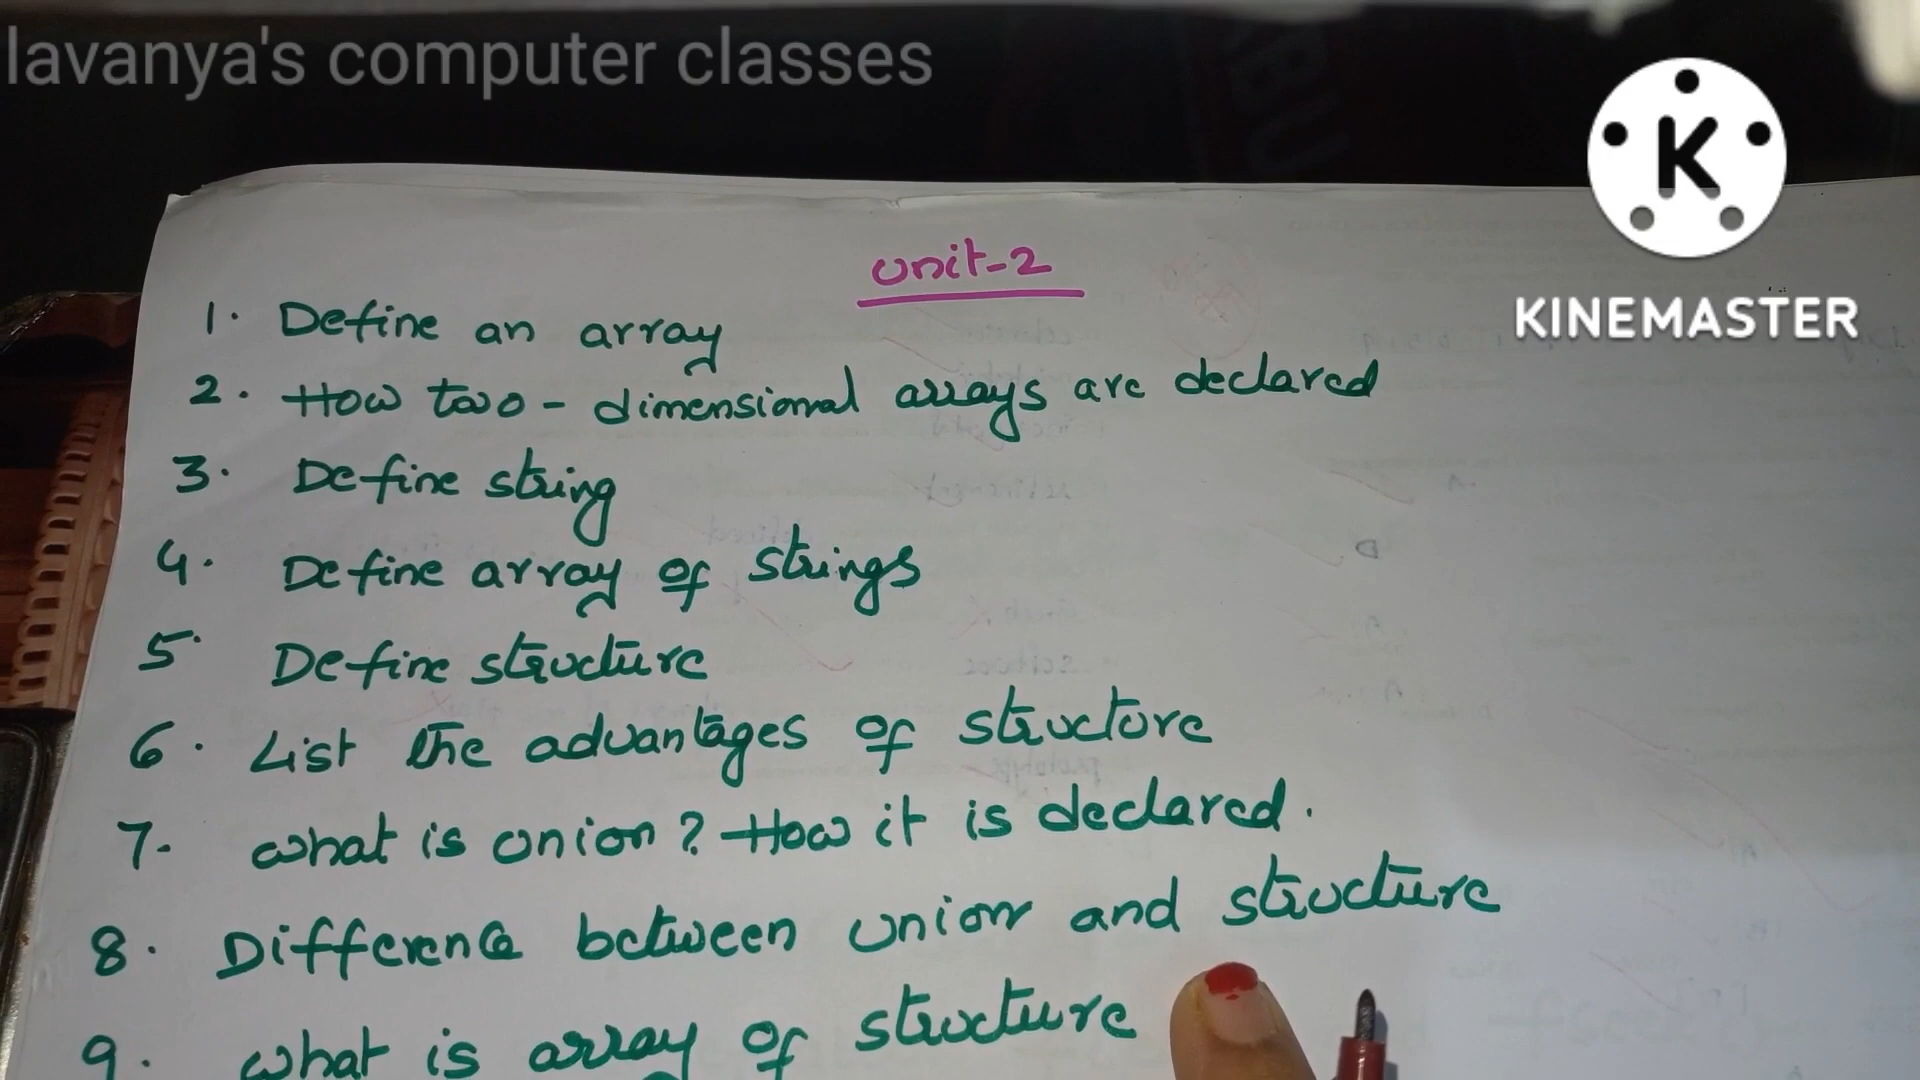 lavanya's computer classes
K
KINEMASTER
Unit-2
1. Define an array
2. How two-dimensional arrays are declared
3. Define string
4. Define array of strings
5. Define structure
6. List the advantages of structure
7. what is union? How it is declared.
8. Difference between union and structure
9. what is array of structure